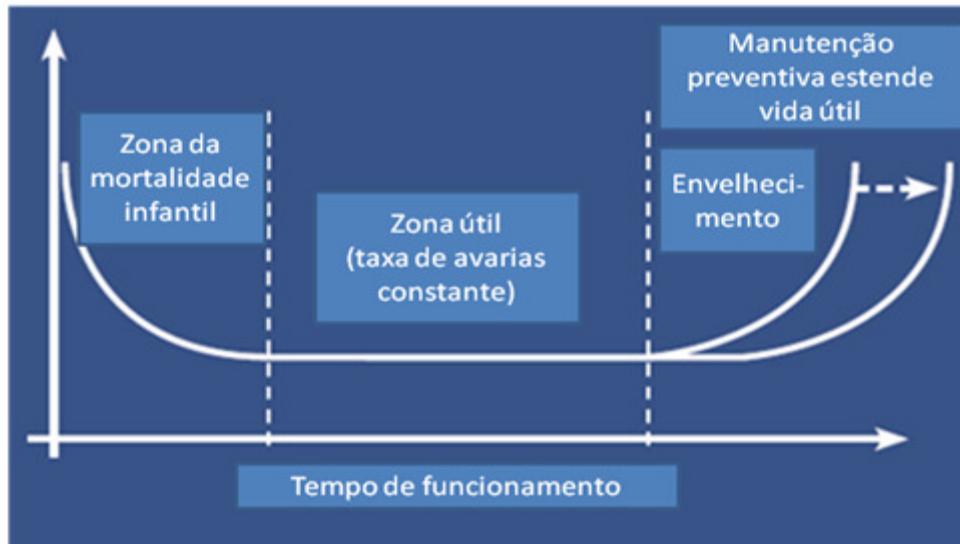 Zona da
mortalidade
infantil
Zona útil
(taxa de avarias
constante)
Manutenção
preventiva estende
vida útil
Envelheci-
mento
Tempo de funcionamento